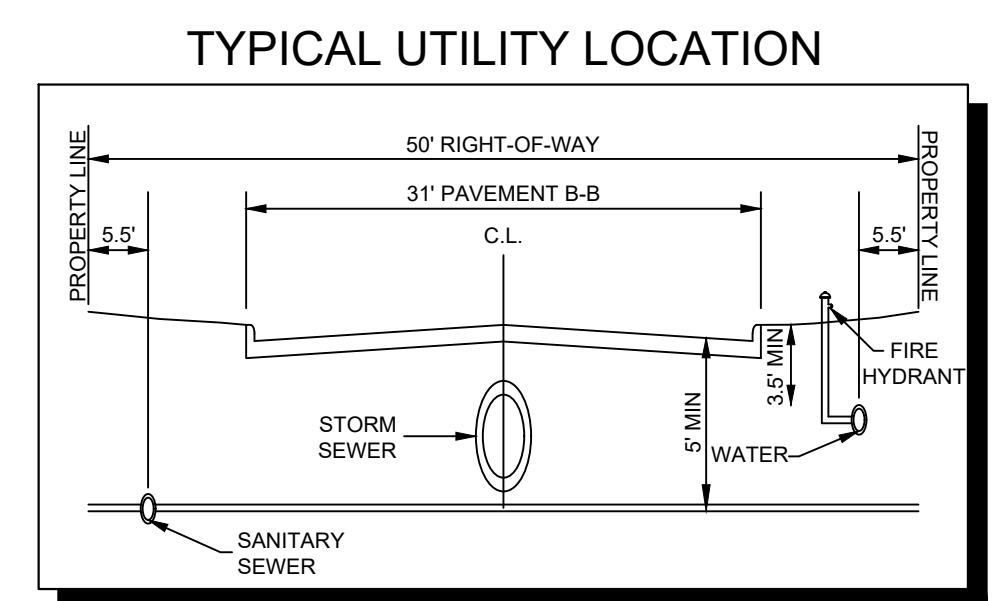 TYPICAL UTILITY LOCATION
50' RIGHT-OF-WAY
PROPERTY LINE
PROPERTY LINE
31' PAVEMENT B-B
5.5'
C.L.
5.5'
FIRE
HYDRANT
3.5' MIN
STORM
SEWER
5' MIN
WATER
SANITARY
SEWER